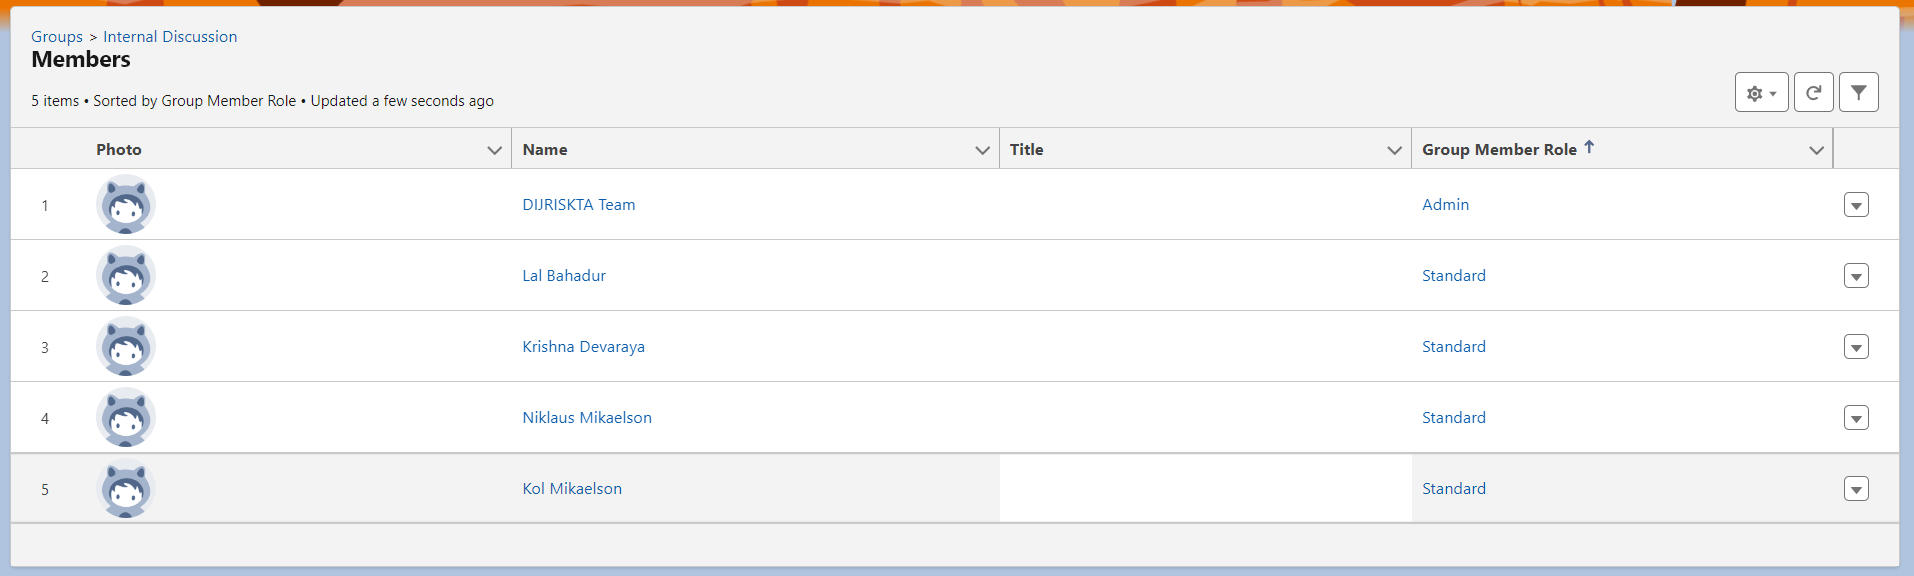 Groups > Internal Discussion
Members
5 items • Sorted by Group Member Role • Updated a few seconds ago
Photo Name Title Group Member Role
1 DIJRISKTA Team Admin
2 Lal Bahadur Standard
3 Krishna Devaraya Standard
4 Niklaus Mikaelson Standard
5 Kol Mikaelson Standard